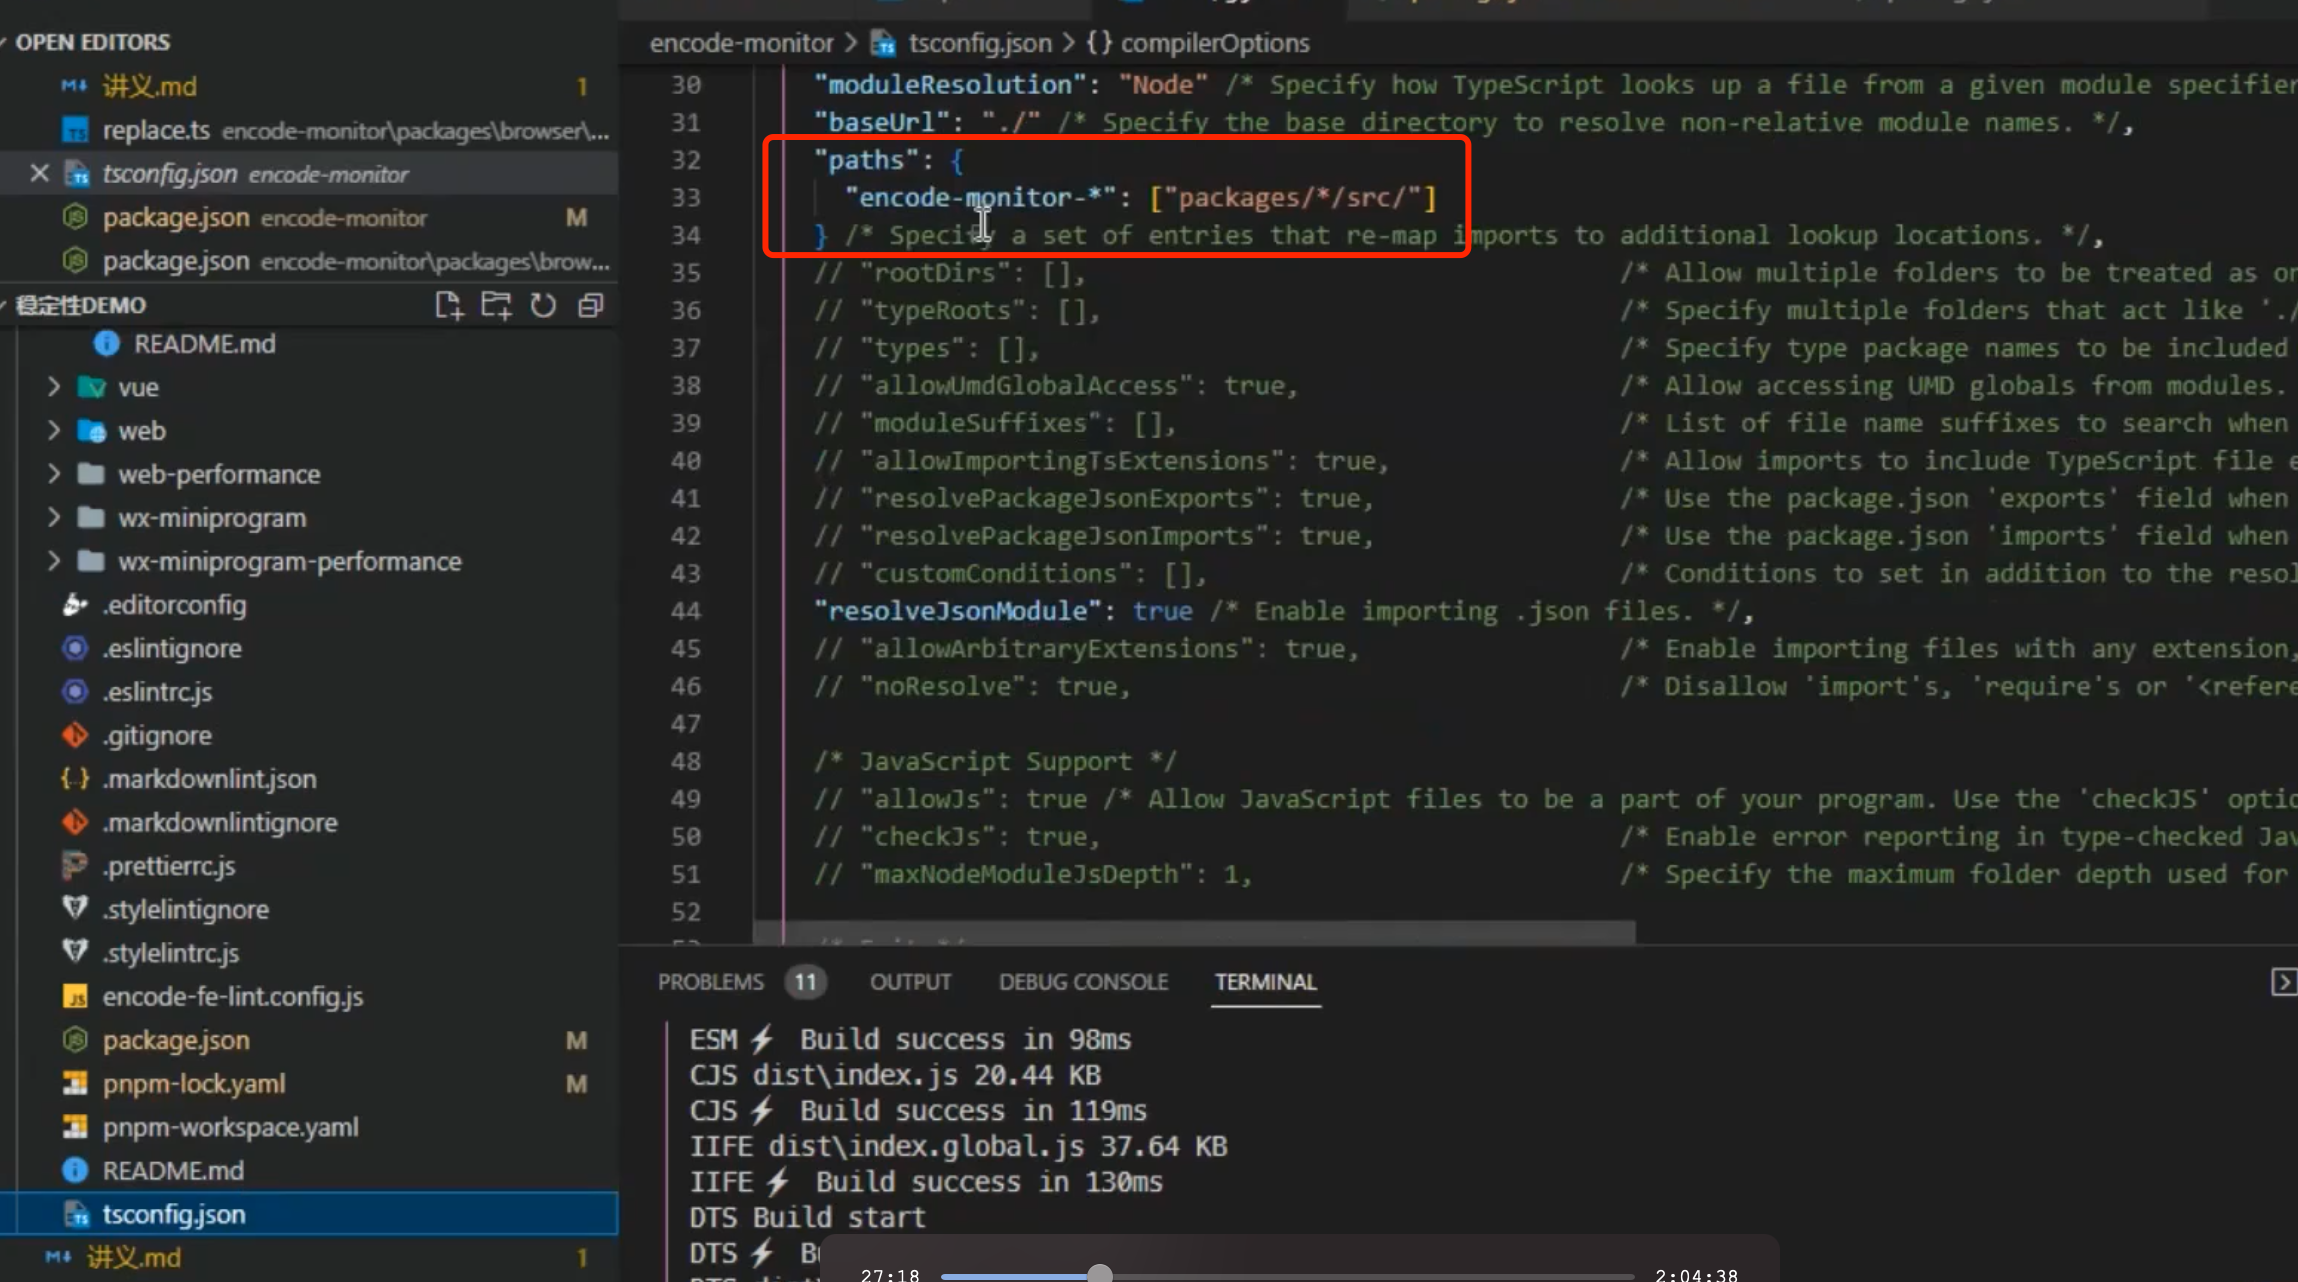 OPEN EDITORS
讲义.md 1
replace.ts encode-monitor\packages\browser\...
tsconfig.json encode-monitor
package.json encode-monitor M
package.json encode-monitor\packages\brow...
稳定性DEMO
README.md
vue
web
web-performance
wx-miniprogram
wx-miniprogram-performance
.editorconfig
.eslintignore
.eslintrc.js
.gitignore
.markdownlint.json
.markdownlintignore
.prettierrc.js
.stylelintignore
.stylelintrc.js
encode-fe-lint.config.js
package.json M
pnpm-lock.yaml M
pnpm-workspace.yaml
README.md
tsconfig.json
讲义.md 1
encode-monitor > tsconfig.json > {} compilerOptions
30 "moduleResolution": "Node" /* Specify how TypeScript looks up a file from a given module specifier
31 "baseUrl": "./" /* Specify the base directory to resolve non-relative module names. */,
32 "paths": {
33 "encode-monitor-*": ["packages/*/src/"]
34 } /* Specify a set of entries that re-map imports to additional lookup locations. */,
35 // "rootDirs": [], /* Allow multiple folders to be treated as
36 // "typeRoots": [], /* Specify multiple folders that act like './
37 // "types": [], /* Specify type package names to be included
38 // "allowUmdGlobalAccess": true, /* Allow accessing UMD globals from modules.
39 // "moduleSuffixes": [], /* List of file name suffixes to search when
40 // "allowImportingTsExtensions": true, /* Allow imports to include TypeScript file
41 // "resolvePackageJsonExports": true, /* Use the package.json 'exports' field when
42 // "resolvePackageJsonImports": true, /* Use the package.json 'imports' field when
43 // "customConditions": [], /* Conditions to set in addition to the
44 "resolveJsonModule": true /* Enable importing .json files. */,
45 // "allowArbitraryExtensions": true, /* Enable importing files with any extension,
46 // "noResolve": true, /* Disallow 'import's, 'require's or '<refere
47
48 /* JavaScript Support */
49 // "allowJs": true /* Allow JavaScript files to be a part of your program. Use the 'checkJS' optio
50 // "checkJs": true, /* Enable error reporting in type-checked Jav
51 // "maxNodeModuleJsDepth": 1, /* Specify the maximum folder depth used for
52
PROBLEMS 11 OUTPUT DEBUG CONSOLE TERMINAL
ESM ⚡ Build success in 98ms
CJS dist\index.js 20.44 KB
CJS ⚡ Build success in 119ms
IIFE dist\index.global.js 37.64 KB
IIFE ⚡ Build success in 130ms
DTS Build start
DTS ⚡
27:18 2:04:38